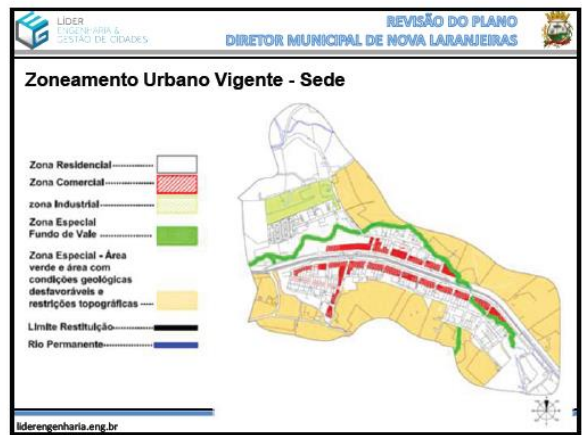 LÍDER
ENGENHARIA &
GESTÃO DE CIDADES
REVISÃO DO PLANO
DIRETOR MUNICIPAL DE NOVA LARANJEIRAS
Zoneamento Urbano Vigente - Sede
Zona Residencial
Zona Comercial
zona Industrial
Zona Especial
Fundo de Vale
Zona Especial - Área
verde e área com
condições geológicas
desfavoráveis e
restrições topográficas
Limite Restituição
Rio Permanente
liderengenharia.eng.br